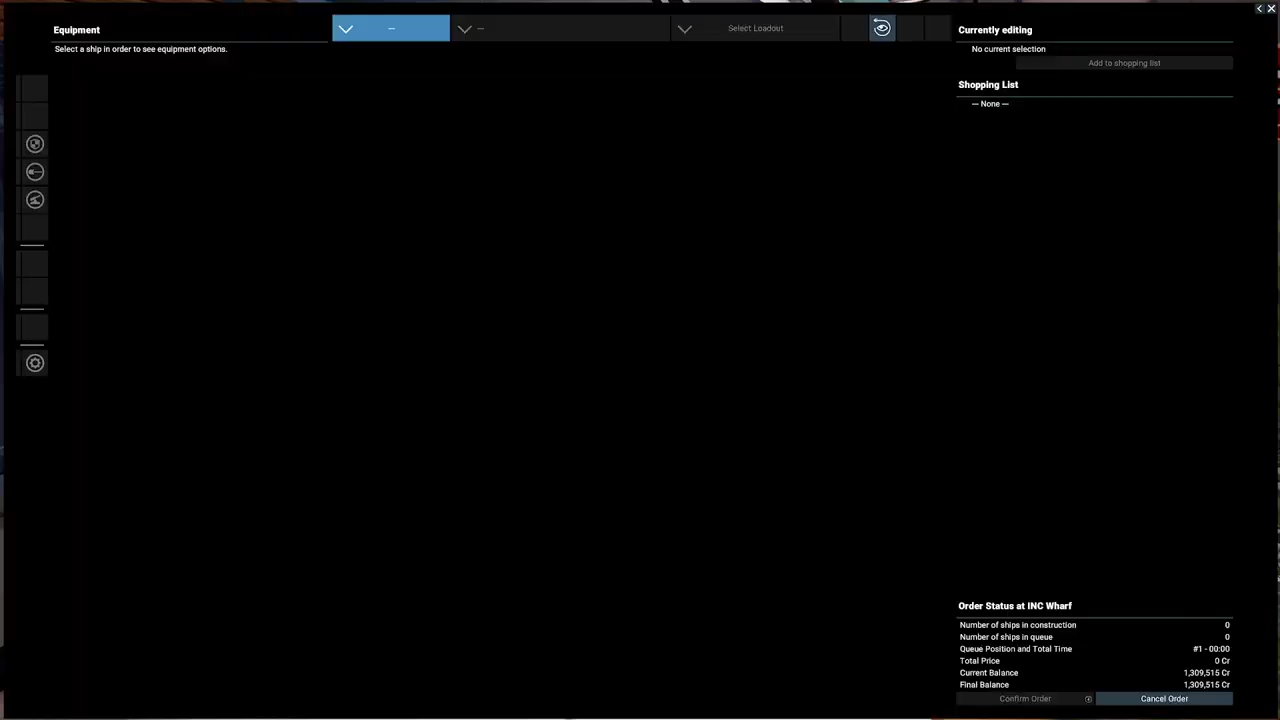 Equipment
Select a ship in order to see equipment options.
—
—
Select Loadout
Currently editing
No current selection
Add to shopping list
Shopping List
— None —
Order Status at INC Wharf
Number of ships in construction 0
Number of ships in queue 0
Queue Position and Total Time #1 - 00:00
Total Price 0 Cr
Current Balance 1,309,515 Cr
Final Balance 1,309,515 Cr
Confirm Order
Cancel Order